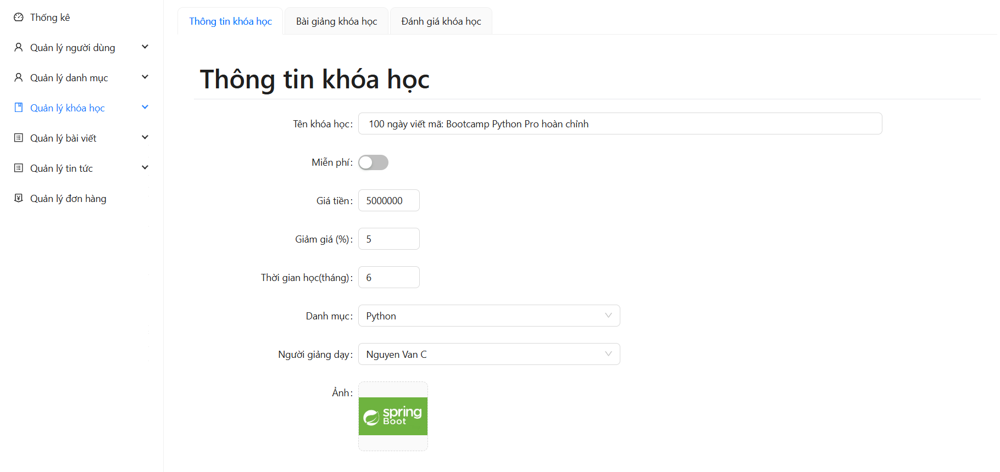 Thống kê
Quản lý người dùng
Quản lý danh mục
Quản lý khóa học
Quản lý bài viết
Quản lý tin tức
Quản lý đơn hàng
Thông tin khóa học
Bài giảng khóa học
Đánh giá khóa học
Thông tin khóa học
Tên khóa học: 100 ngày viết mã: Bootcamp Python Pro hoàn chỉnh
Miễn phí:
Giá tiền: 5000000
Giảm giá (%): 5
Thời gian học(tháng): 6
Danh mục: Python
Người giảng dạy: Nguyen Van C
Ảnh:
spring
Boot